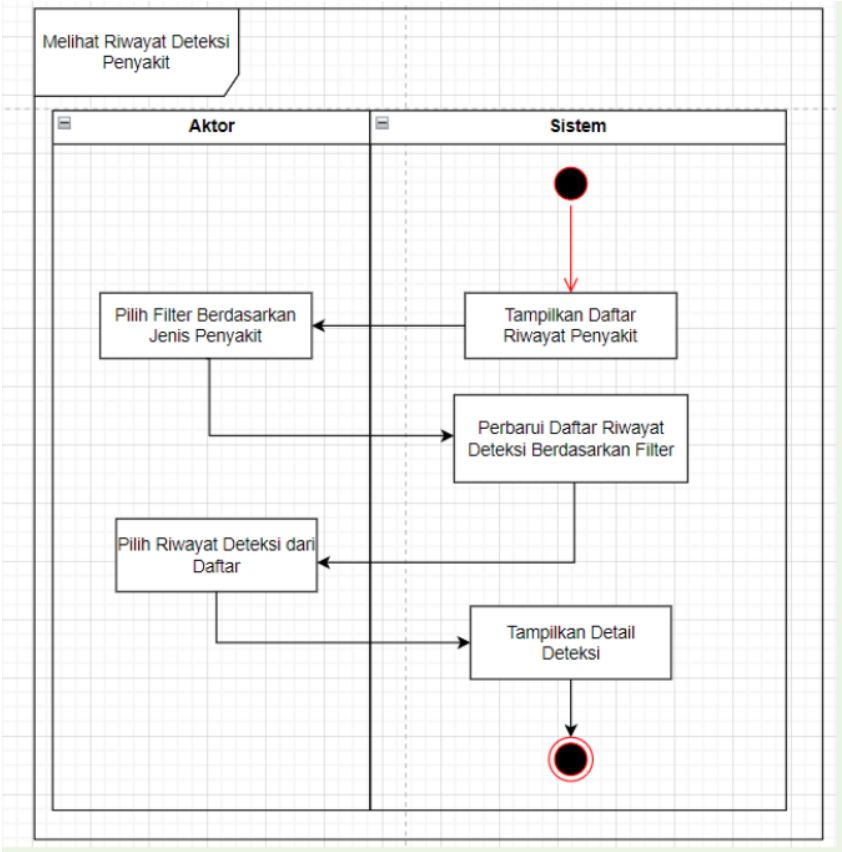 Melihat Riwayat Deteksi
Penyakit
Aktor
Sistem
Pilih Filter Berdasarkan
Jenis Penyakit
Tampilkan Daftar
Riwayat Penyakit
Perbarui Daftar Riwayat
Deteksi Berdasarkan Filter
Pilih Riwayat Deteksi dari
Daftar
Tampilkan Detail
Deteksi